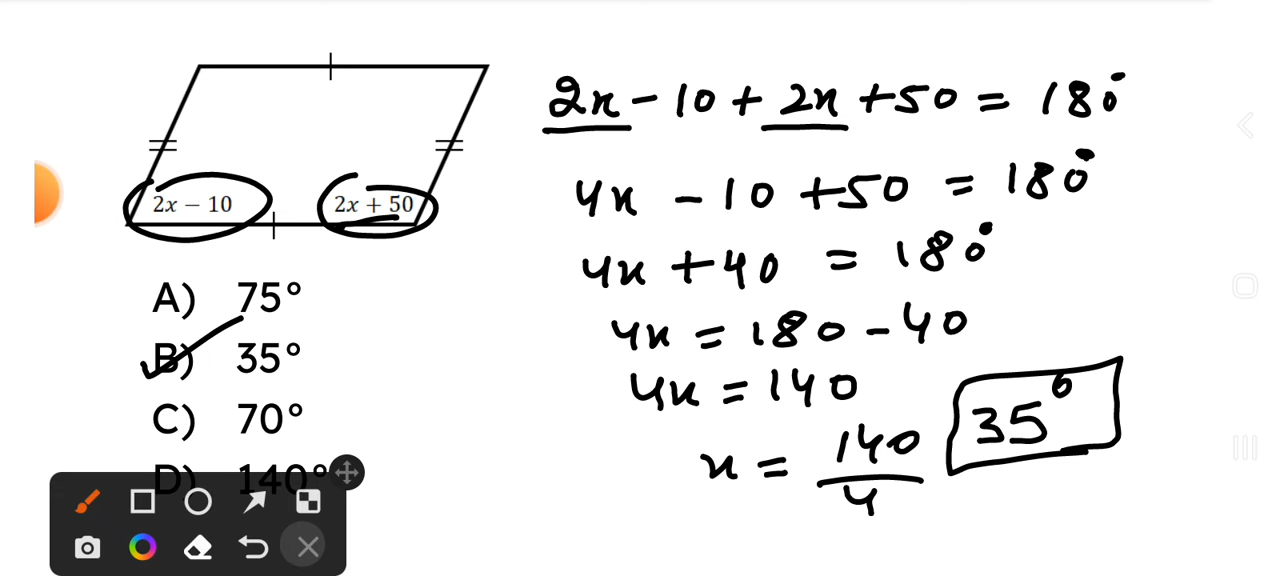 2x − 10
2x + 50
A) 75°
B) 35°
C) 70°
D) 140°
2x - 10 + 2x + 50 = 180°
4x - 10 + 50 = 180°
4x + 40 = 180°
4x = 180 - 40
4x = 140
x = 140/4
35°